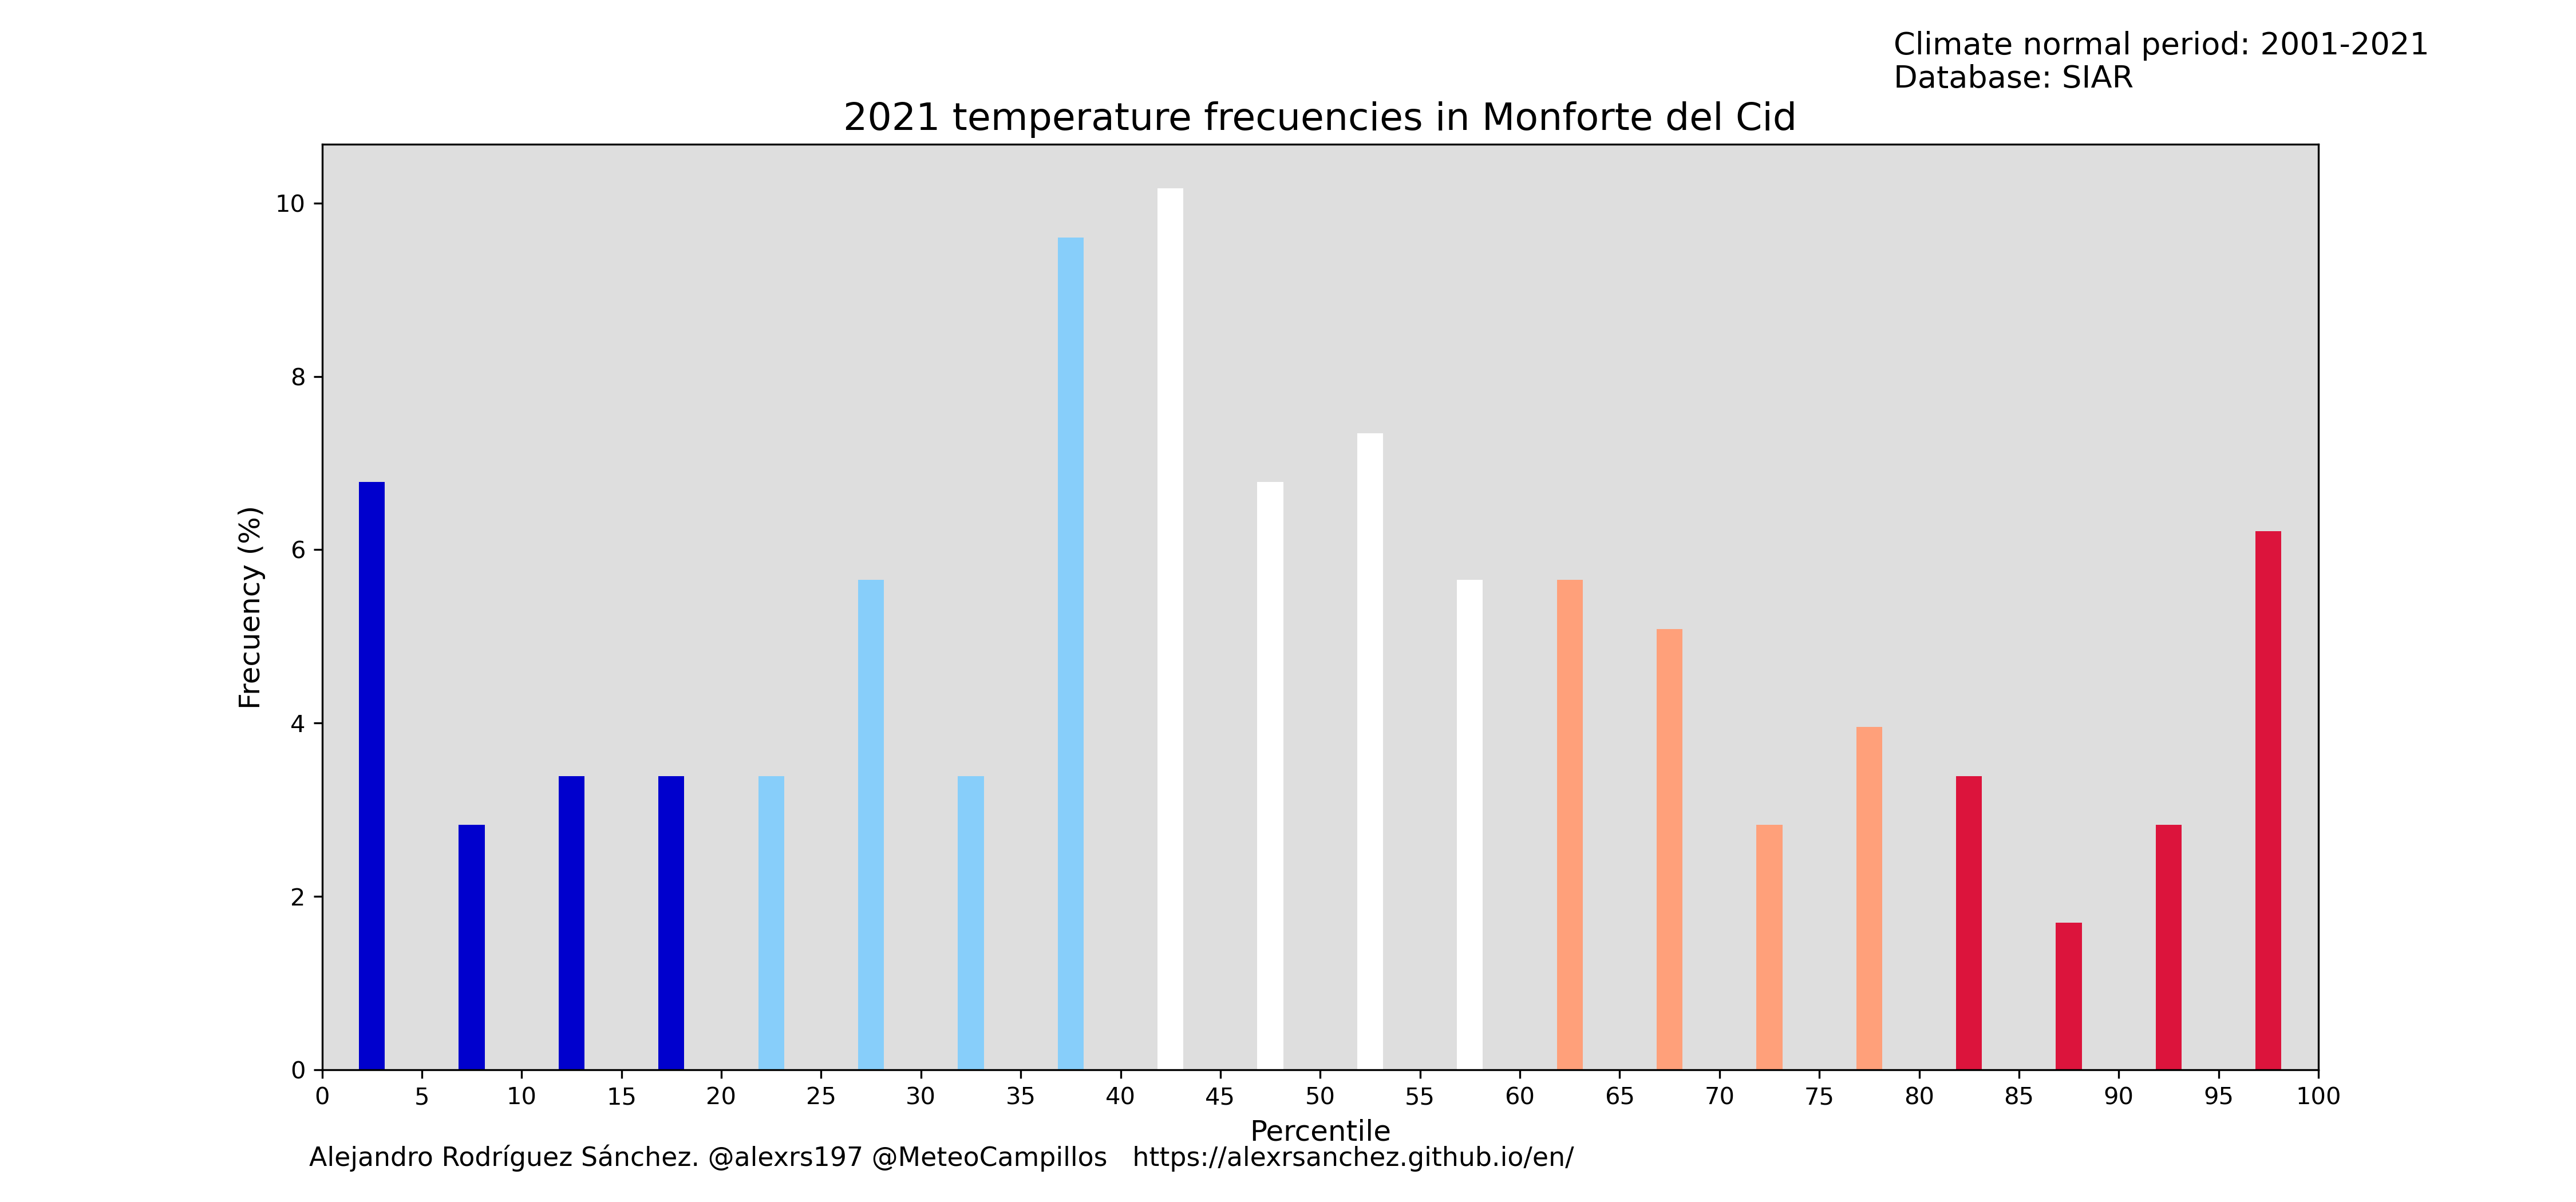 Climate normal period: 2001-2021
Database: SIAR
2021 temperature frecuencies in Monforte del Cid
Frecuency (%)
10
8
6
4
2
0
0 5 10 15 20 25 30 35 40 45 50 55 60 65 70 75 80 85 90 95 100
Percentile
Alejandro Rodríguez Sánchez. @alexrs197 @MeteoCampillos https://alexrsanchez.github.io/en/